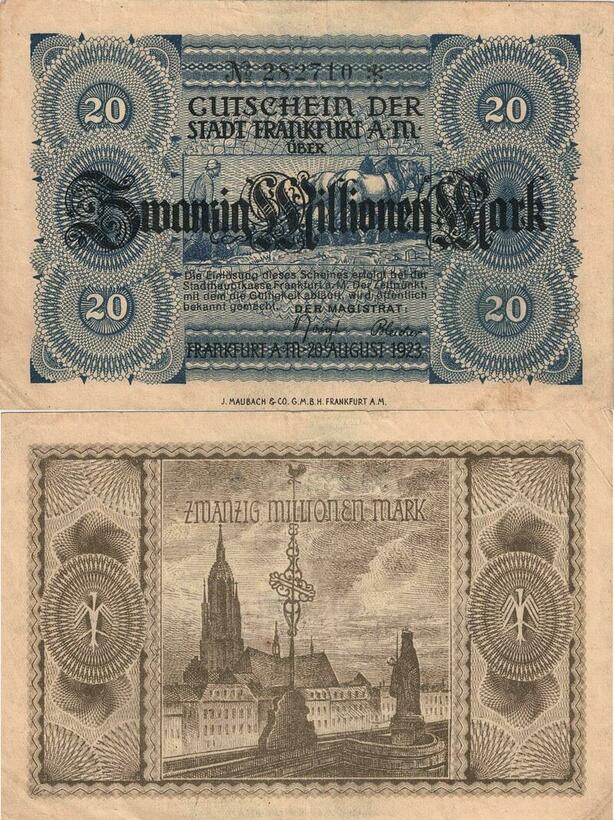 № 282710 *
20
20
GUTSCHEIN DER
STADT FRANKFURT A·M·
ÜBER
Zwanzig Millionen Mark
Die Einlösung dieses Scheines erfolgt bei der
Stadthauptkasse Frankfurt a. M. Der Zeitpunkt,
mit dem die Gültigkeit abläuft, wird öffentlich
bekannt gemacht. DER MAGISTRAT:
20
20
FRANKFURT·A·M·20·AUGUST 1923
J. MAUBACH & CO. G.M.B.H. FRANKFURT A.M.
ZWANZIG MILLIONEN MARK